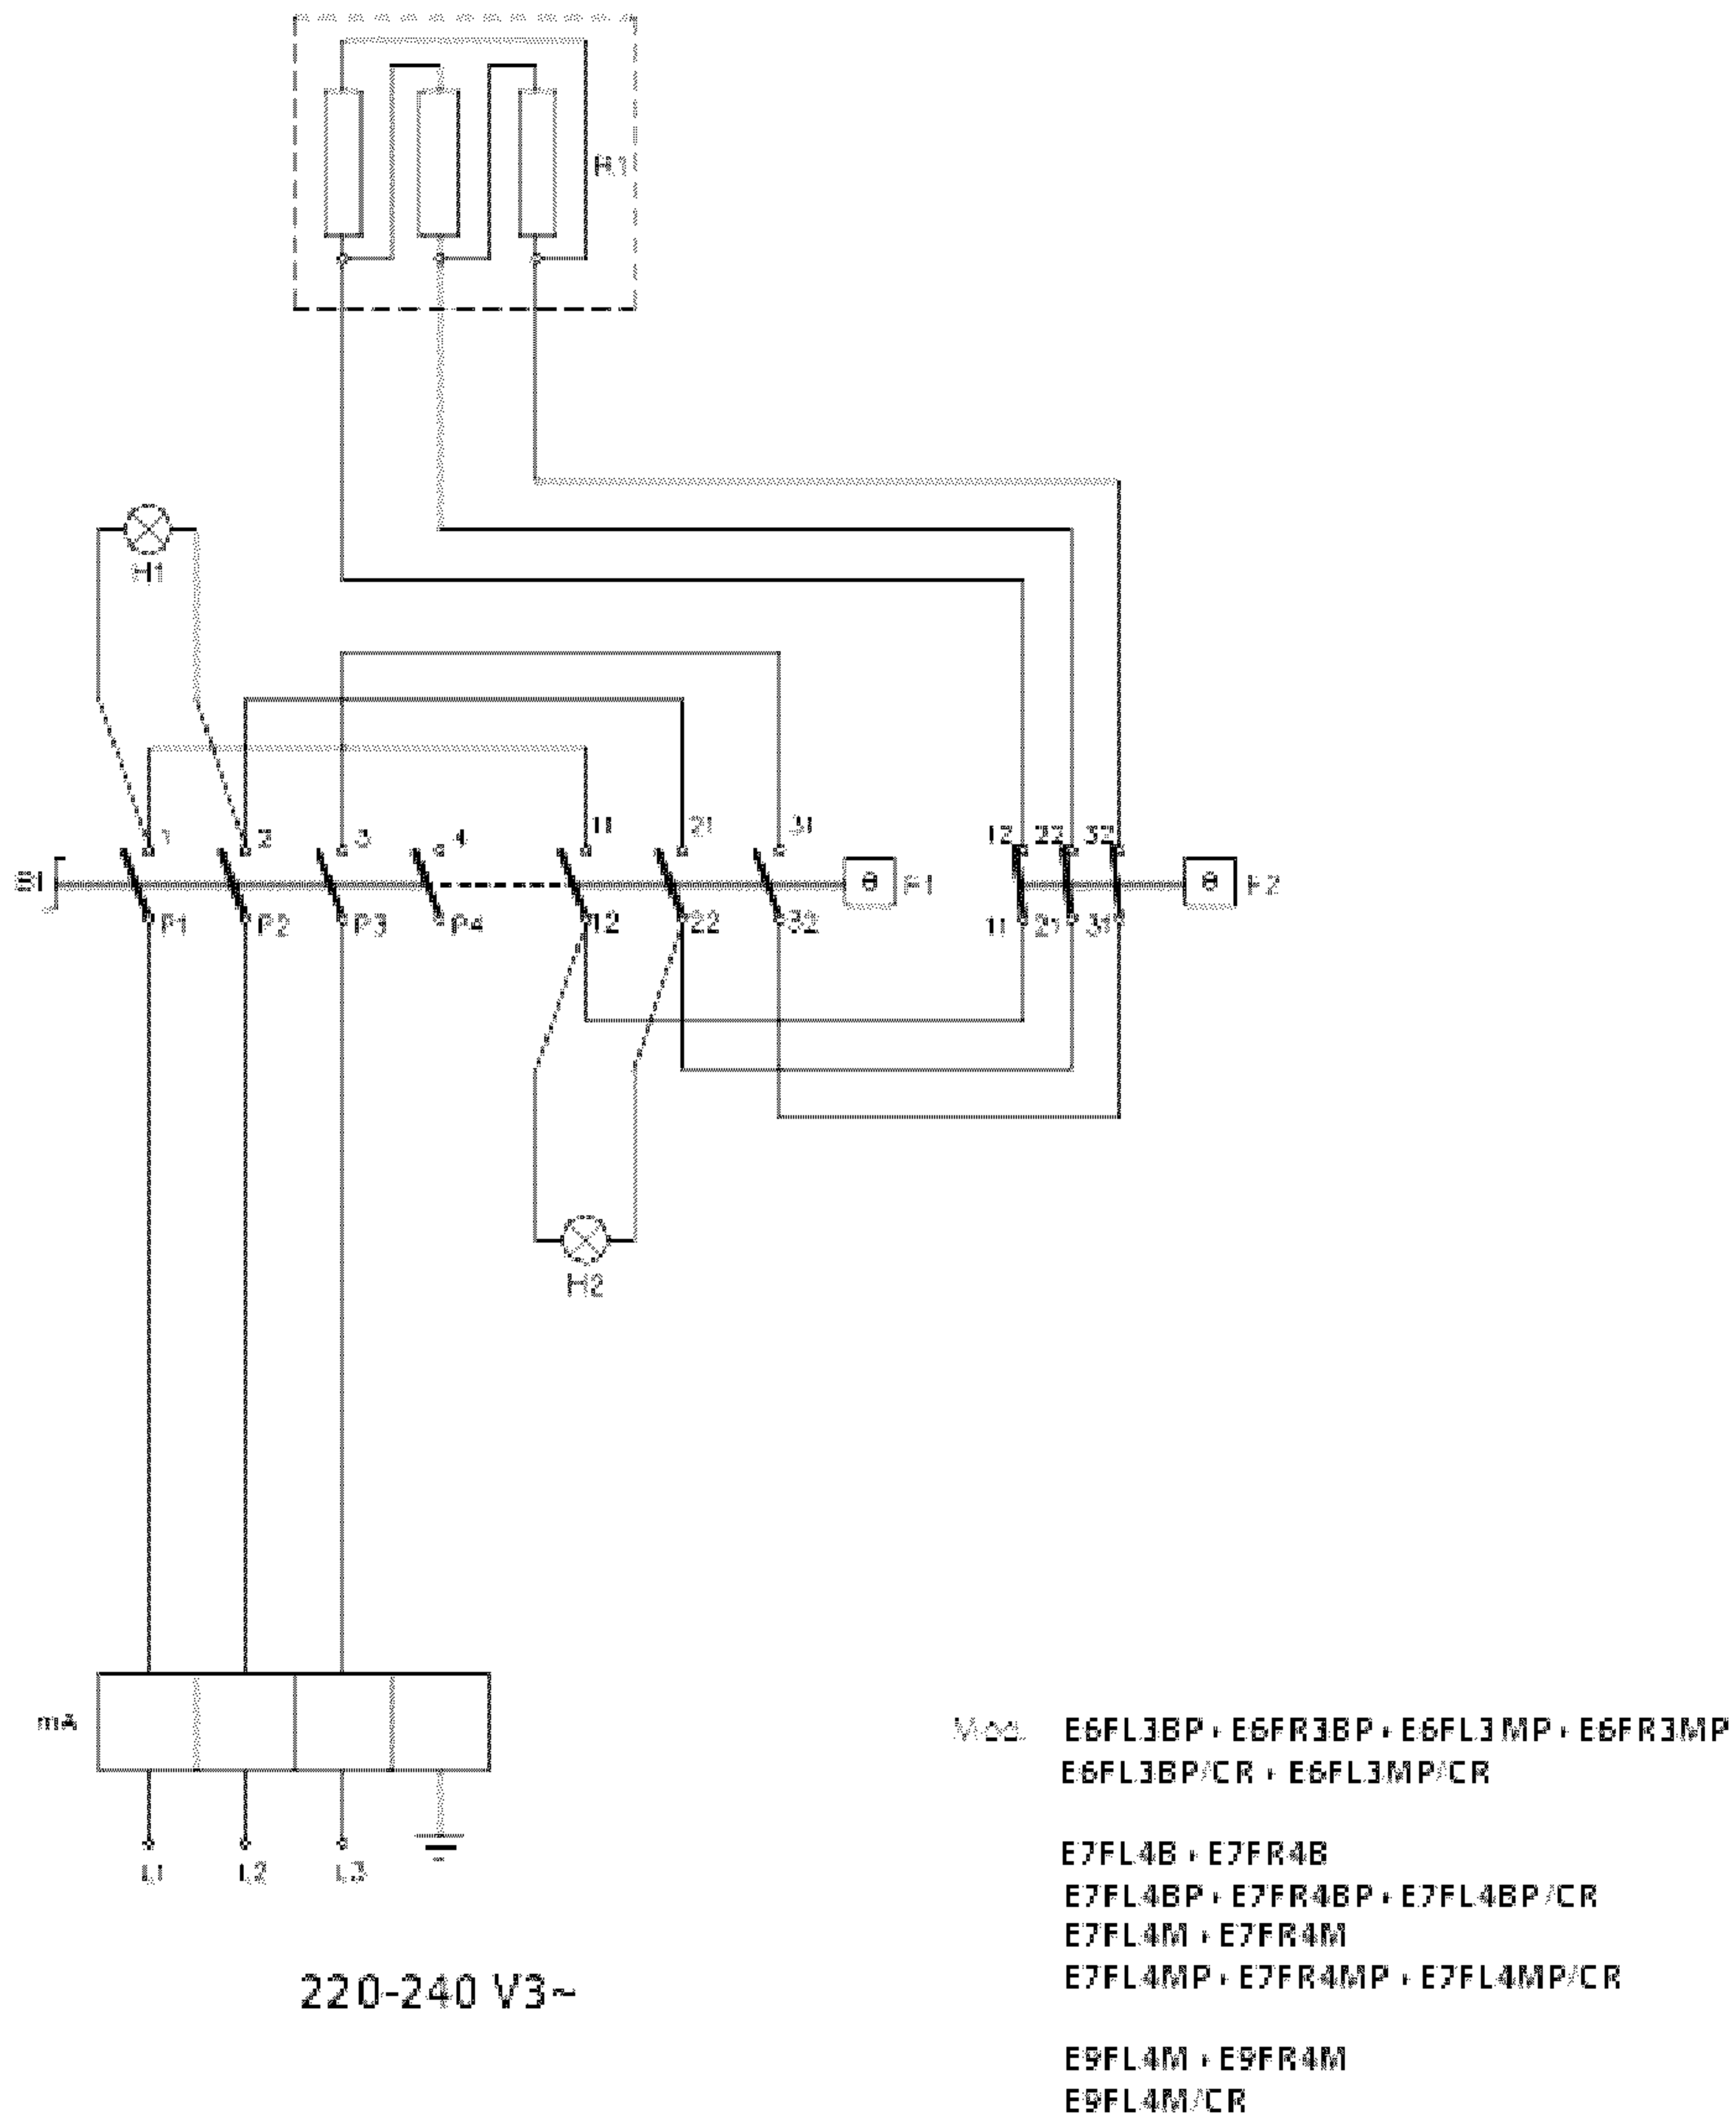 R1
H1
1 2 3 4 11 21 31 12 22 32
θ F1 θ F2
P1 P2 P3 P4 12 22 32 11 21 31
H2
mA
Mod. E6FL3BP, E6FR3BP, E6FL3MP, E6FR3MP
E6FL3BP/CR, E6FL3MP/CR
E7FL4B, E7FR4B
L1 L2 L3
E7FL4BP, E7FR4BP, E7FL4BP/CR
E7FL4M, E7FR4M
E7FL4MP, E7FR4MP, E7FL4MP/CR
220-240 V3~
E9FL4M, E9FR4M
E9FL4M/CR